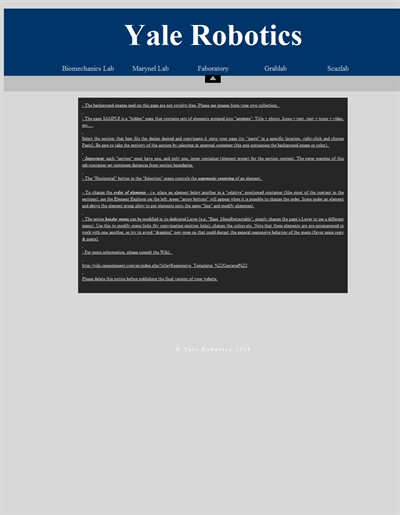 Yale Robotics
Biomechanics Lab Marynel Lab Faboratory Grablab Scazlab
- The background images used on this page are not royalty-free. Please use images from your own collection.
- The page SAMPLE is a "hidden" page that contains sets of elements grouped into "sections": Title + photo, Icons + text, text + icons + video,
etc...
Select the section that best fits the design desired and copy/paste it onto your page (to "paste" in a specific location, right-click and choose
Paste). Be sure to take the entirety of the section by selecting its external container (the one containing the background image or color).
- Important: each "section" must have one, and only one, inner container (element group) for the section content. The outer margins of this
sub-container set minimum distances from section boundaries.
- The "Horizontal" button in the "Selection" menu controls the automatic centering of an element.
- To change the order of elements - i.e. place an element below another in a "relative" positioned container (like most of the content in the
sections), use the Element Explorer on the left: green "arrow buttons" will appear when it is possible to change the order. Icons under an element
and above the element group allow to put elements onto the same "line" and modify alignment.
- The entire header menu can be modified in its dedicated Layer (i.e. "Base_MenuRetractable"; simply change the page's Layer to use a different
menu). Use this to modify menu links (by copy/pasting existing links), change the colors etc. Note that these elements are pre-programmed to
work with one another, so try to avoid "dragging" new ones on that could distort the general responsive behavior of the menu (favor using copy
& paste).
- For more information, please consult the Wiki.
http://wiki.openelement.com/en/index.php?title=Responsive_Templates_%22Centered%22
Please delete this notice before publishing the final version of your website.
© Yale Robotics 2018